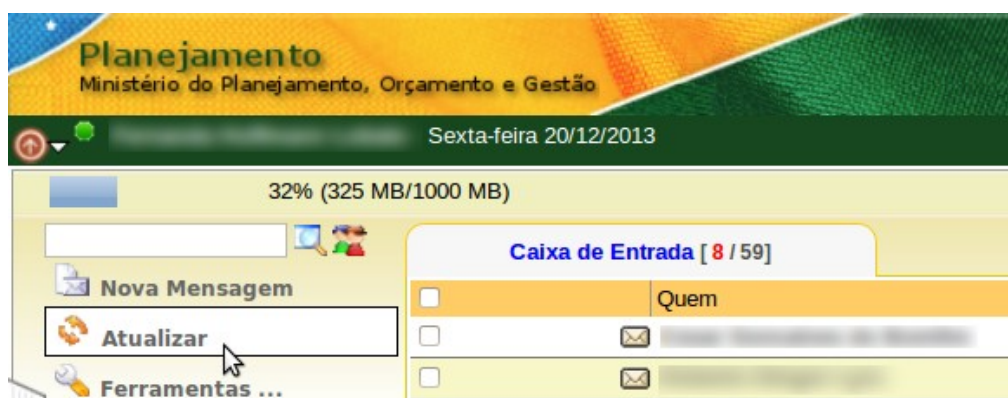 Planejamento
Ministério do Planejamento, Orçamento e Gestão
Sexta-feira 20/12/2013
32% (325 MB/1000 MB)
Caixa de Entrada [ 8 / 59]
Nova Mensagem
Quem
Atualizar
Ferramentas ...